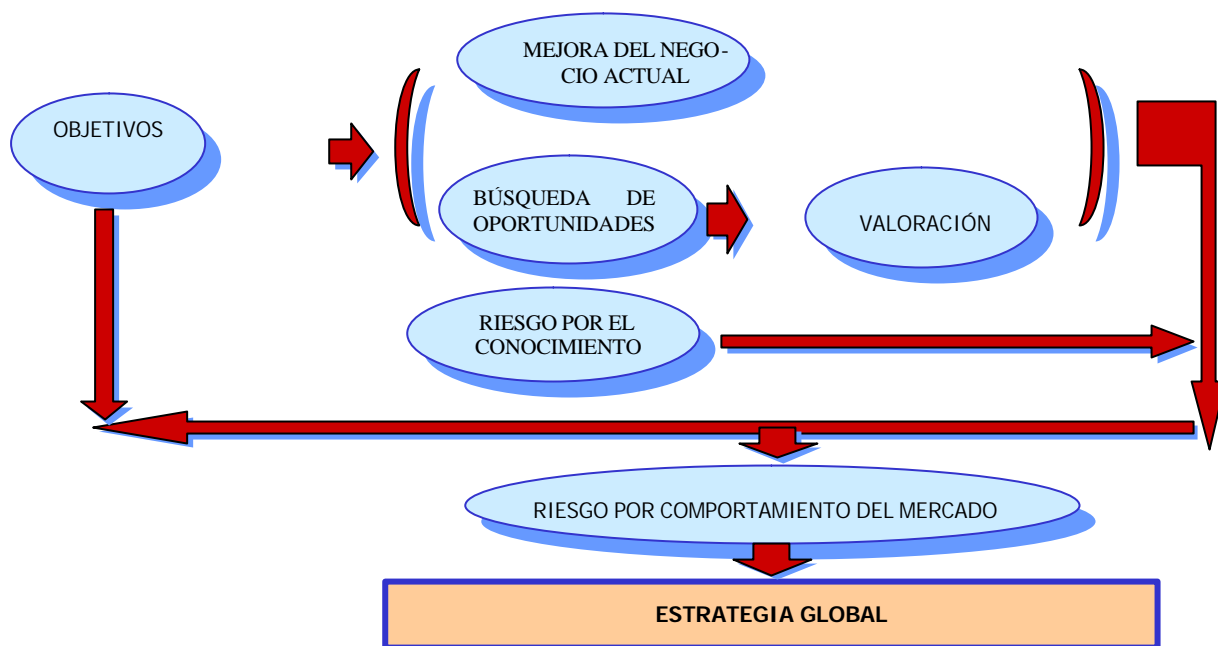 MEJORA DEL NEGO-
CIO ACTUAL
OBJETIVOS
BÚSQUEDA DE
OPORTUNIDADES
VALORACIÓN
RIESGO POR EL
CONOCIMIENTO
RIESGO POR COMPORTAMIENTO DEL MERCADO
ESTRATEGIA GLOBAL